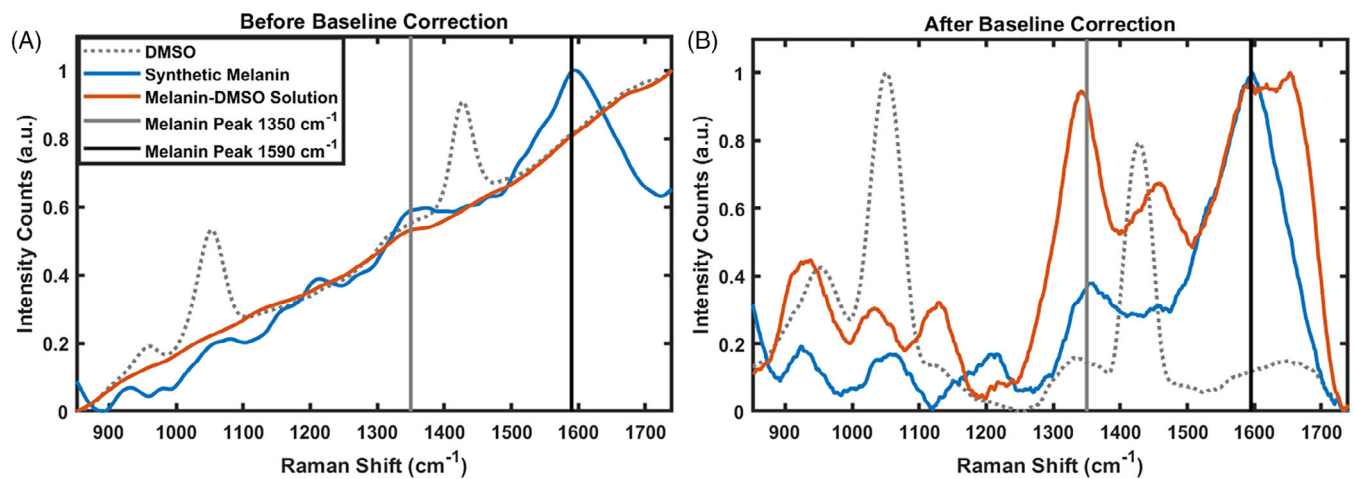 (A)
Before Baseline Correction
DMSO
Synthetic Melanin
Melanin-DMSO Solution
Melanin Peak 1350 cm⁻¹
Melanin Peak 1590 cm⁻¹
Intensity Counts (a.u.)
1
0.8
0.6
0.4
0.2
0
900 1000 1100 1200 1300 1400 1500 1600 1700
Raman Shift (cm⁻¹)
(B)
After Baseline Correction
Intensity Counts (a.u.)
1
0.8
0.6
0.4
0.2
0
900 1000 1100 1200 1300 1400 1500 1600 1700
Raman Shift (cm⁻¹)